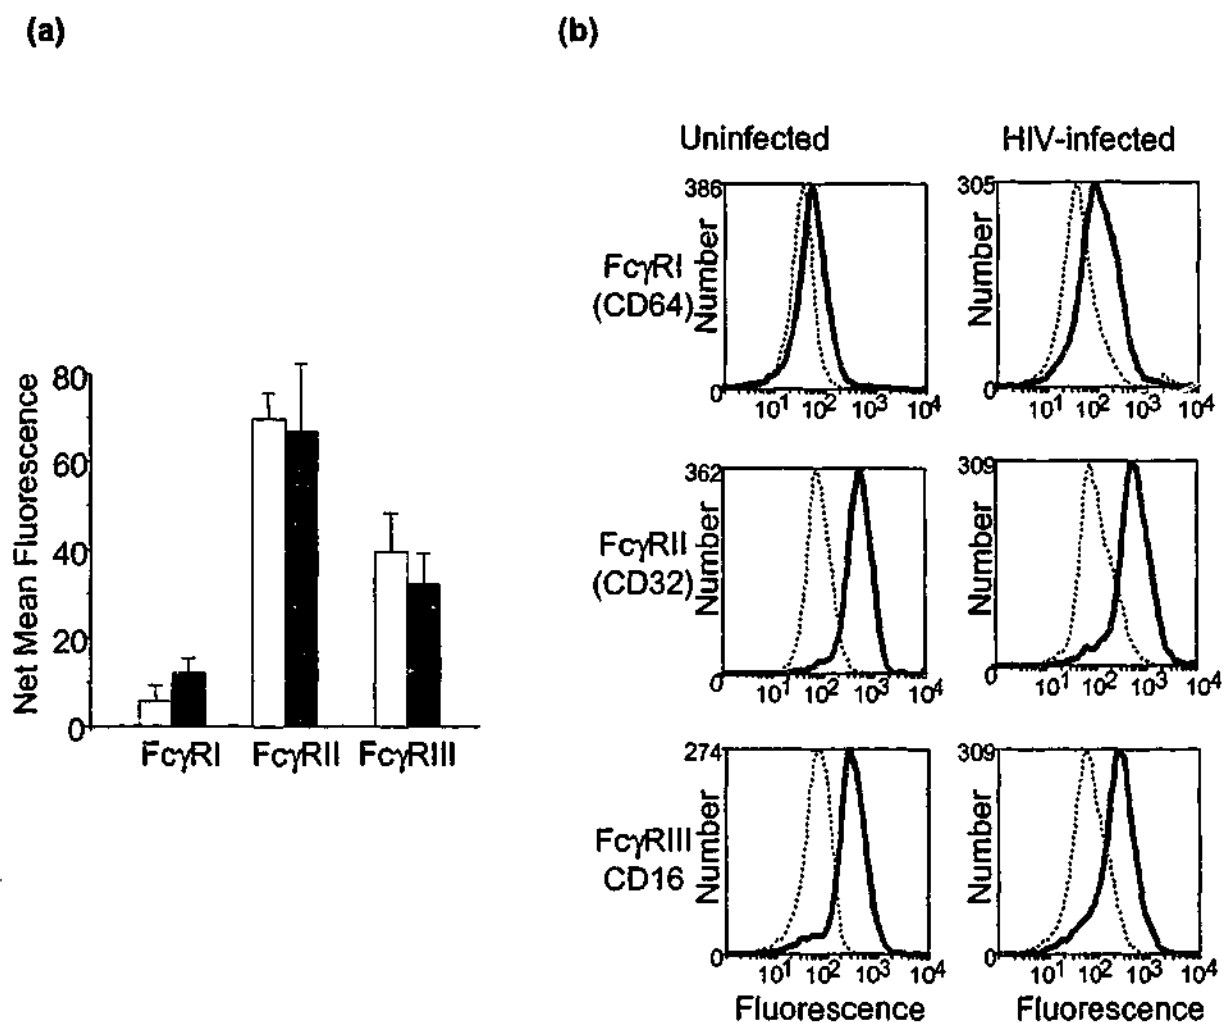 (a)
(b)
Uninfected
HIV-infected
80
60
40
20
0
Net Mean Fluorescence
FcγRI
FcγRII
FcγRIII
FcγRI
(CD64)
386
Number
0
10¹ 10² 10³ 10⁴
305
Number
0
10¹ 10² 10³ 10⁴
FcγRII
(CD32)
362
Number
0
10¹ 10² 10³ 10⁴
309
Number
0
10¹ 10² 10³ 10⁴
FcγRIII
CD16
274
Number
0
10¹ 10² 10³ 10⁴
Fluorescence
309
Number
0
10¹ 10² 10³ 10⁴
Fluorescence